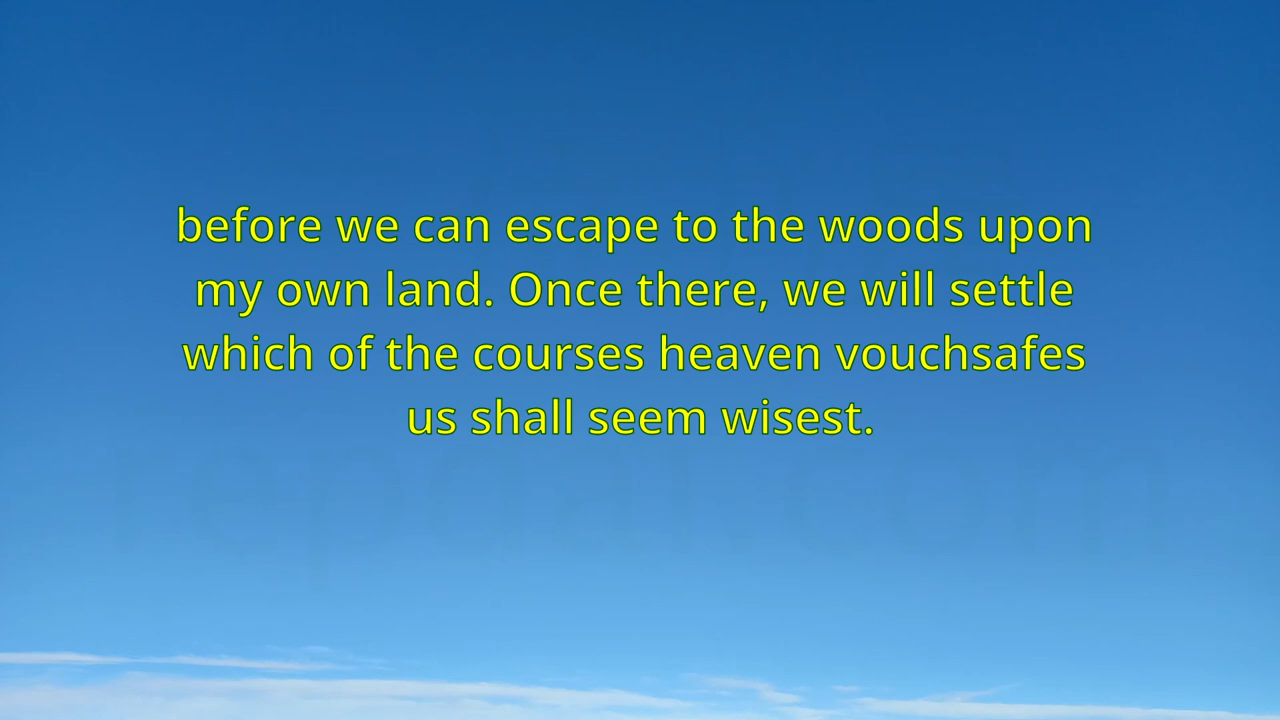 before we can escape to the woods upon
my own land. Once there, we will settle
which of the courses heaven vouchsafes
us shall seem wisest.